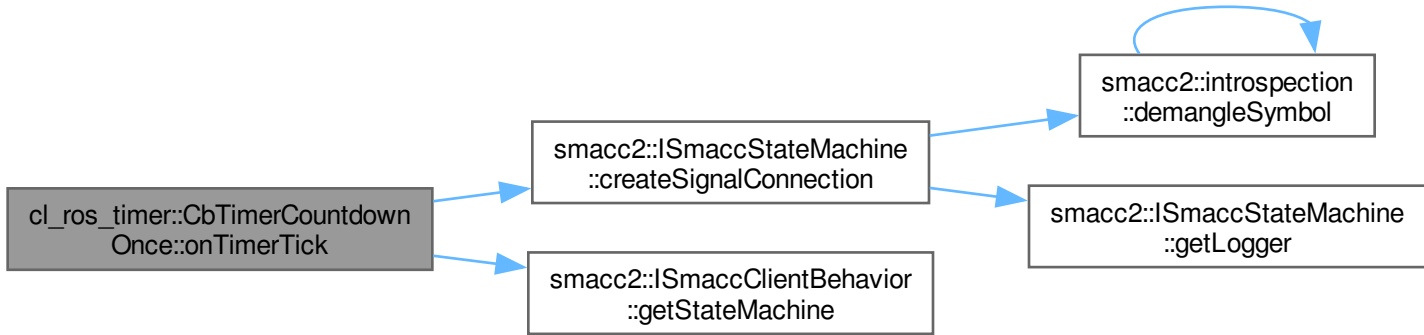 cl_ros_timer::CbTimerCountdown
Once::onTimerTick
smacc2::ISmaccStateMachine
::createSignalConnection
smacc2::ISmaccClientBehavior
::getStateMachine
smacc2::introspection
::demangleSymbol
smacc2::ISmaccStateMachine
::getLogger